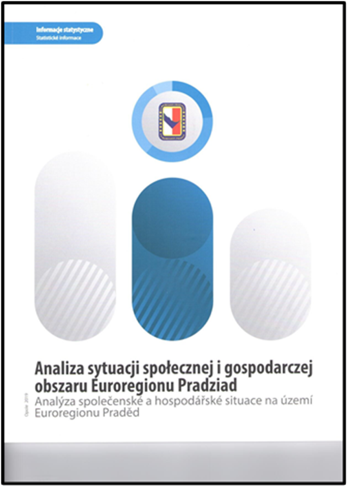 Informacje statystyczne
Statistické informace
Analiza sytuacji społecznej i gospodarczej
obszaru Euroregionu Pradziad
Analýza společenské a hospodářské situace na území
Euroregionu Praděd